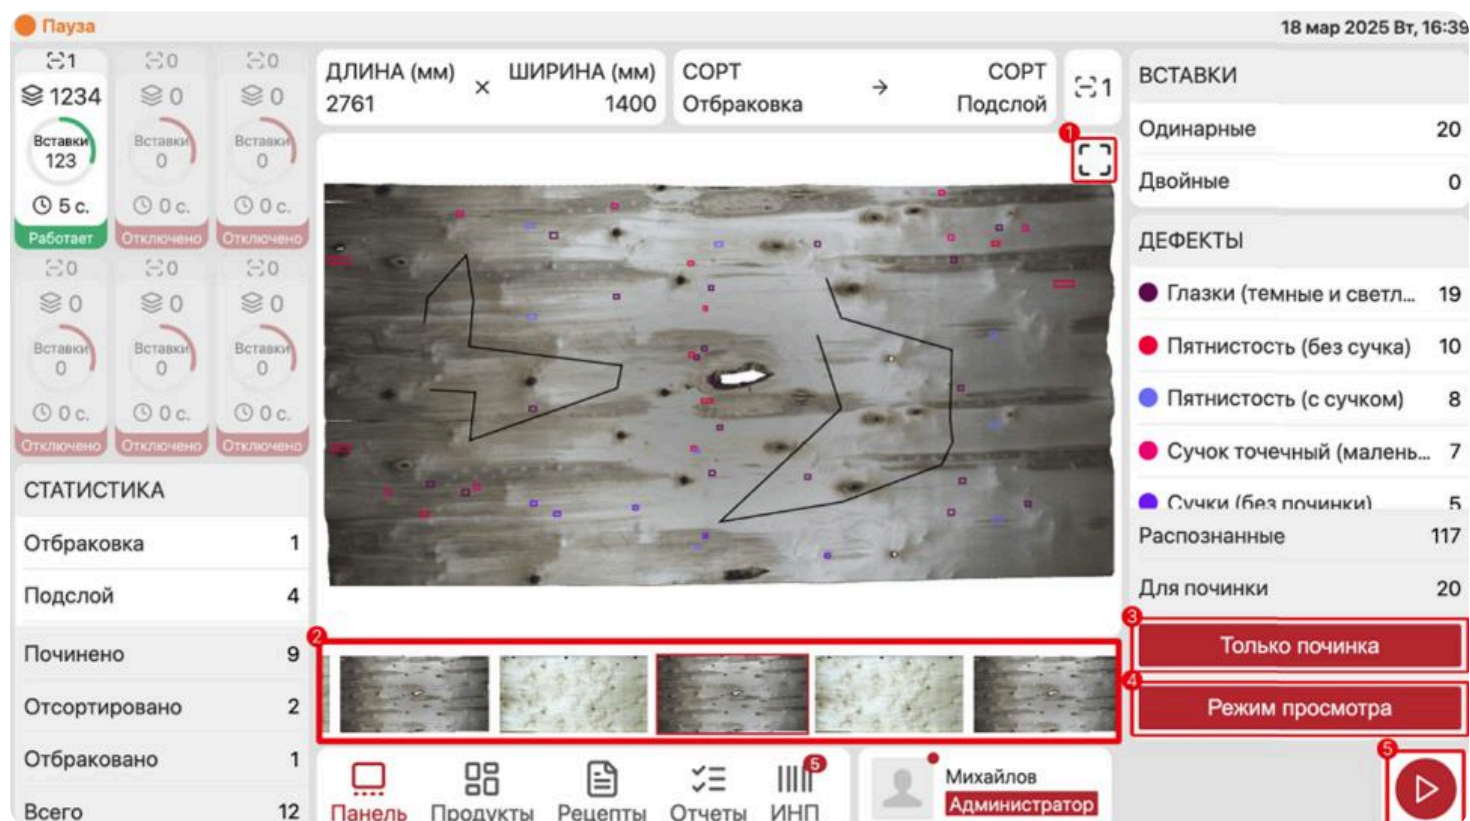 Пауза
18 мар 2025 Вт, 16:39
1
0
0
1234
0
0
Вставки
123
Вставки
0
Вставки
0
5 с.
0 с.
0 с.
Работает
Отключено
Отключено
0
0
0
0
0
0
Вставки
0
Вставки
0
Вставки
0
0 с.
0 с.
0 с.
Отключено
Отключено
Отключено
СТАТИСТИКА
Отбраковка 1
Подслой 4
Починено 9
Отсортировано 2
Отбраковано 1
Всего 12
ДЛИНА (мм) × ШИРИНА (мм)
2761 1400
СОРТ → СОРТ
Отбраковка Подслой
1
1
2
Панель
Продукты
Рецепты
Отчеты
5
ИНП
Михайлов
Администратор
ВСТАВКИ
Одинарные 20
Двойные 0
ДЕФЕКТЫ
Глазки (темные и светл... 19
Пятнистость (без сучка) 10
Пятнистость (с сучком) 8
Сучок точечный (малень... 7
Сучки (без починки) 5
Распознанные 117
Для починки 20
3
Только починка
4
Режим просмотра
5